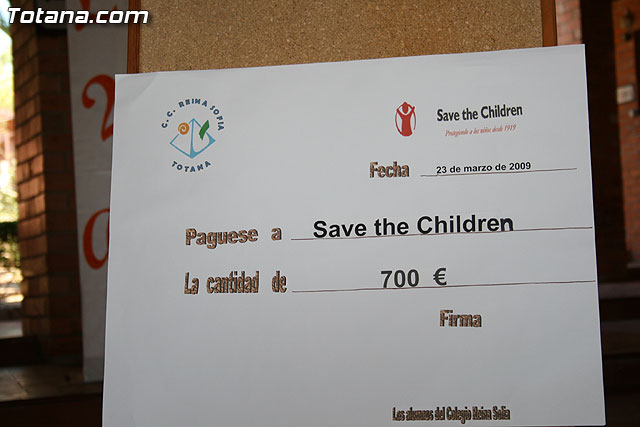 Totana.com
C. C. REINA SOFIA
TOTANA
Save the Children
Protegiendo a los niños desde 1919
Fecha 23 de marzo de 2009
Paguese a Save the Children
La cantidad de 700 €
Firma
Los alumnos del Colegio Reina Sofia